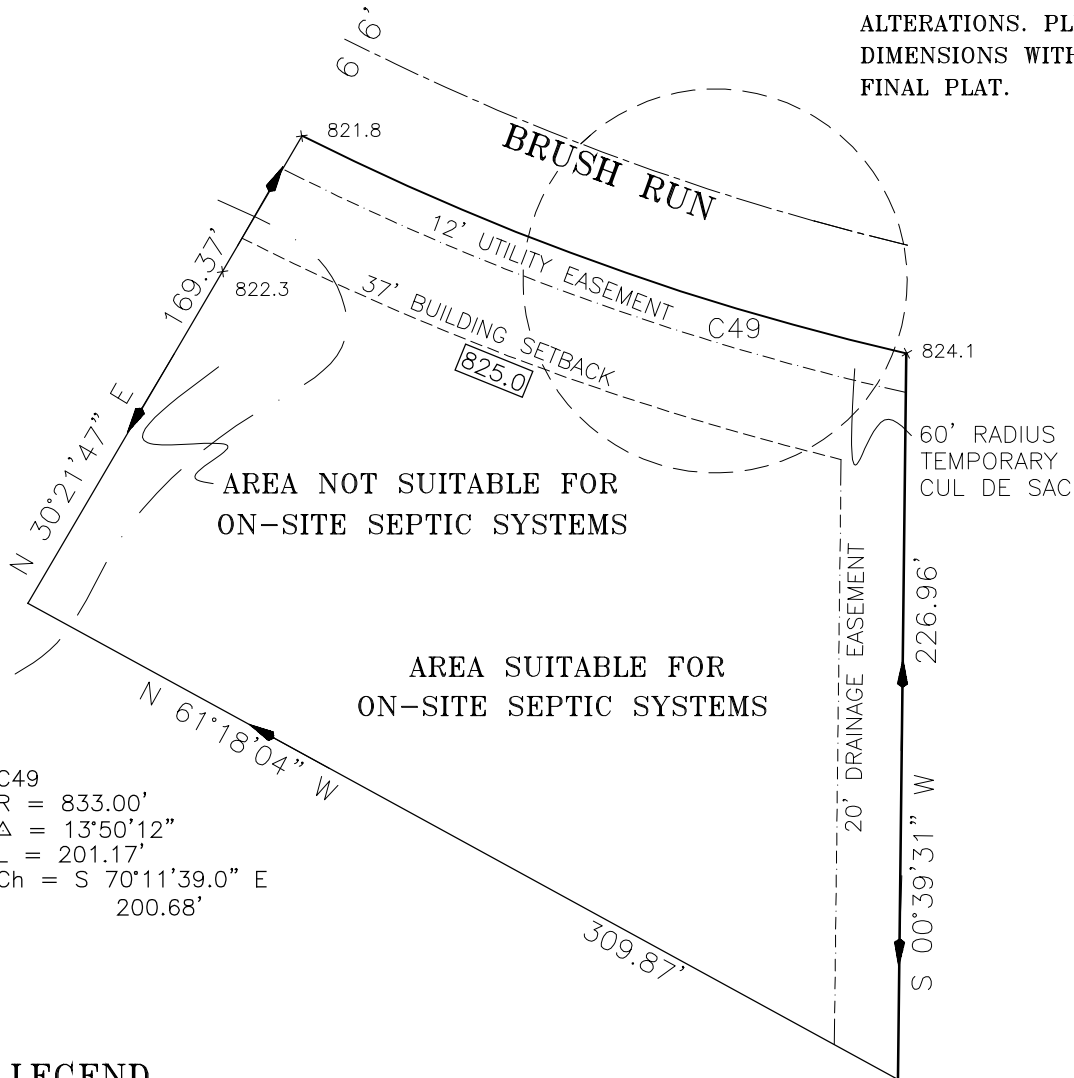 ALTERATIONS. PL
DIMENSIONS WITH
FINAL PLAT.
6'
6
821.8
BRUSH RUN
12' UTILITY EASEMENT
C49
169.37'
822.3
37' BUILDING SETBACK
825.0
824.1
60' RADIUS
TEMPORARY
CUL DE SAC
N 30°21'47" E
AREA NOT SUITABLE FOR
ON-SITE SEPTIC SYSTEMS
226.96'
20' DRAINAGE EASEMENT
AREA SUITABLE FOR
ON-SITE SEPTIC SYSTEMS
N 61°18'04" W
S 00°39'31" W
C49
R = 833.00'
Δ = 13°50'12"
L = 201.17'
Ch = S 70°11'39.0" E
200.68'
309.87'
LEGEND